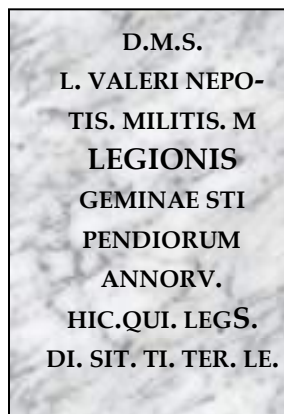 D.M.S.
L. VALERI NEPO-
TIS. MILITIS. M
LEGIONIS
GEMINAE STI
PENDIORUM
ANNORV.
HIC.QUI. LEGS.
DI. SIT. TI. TER. LE.